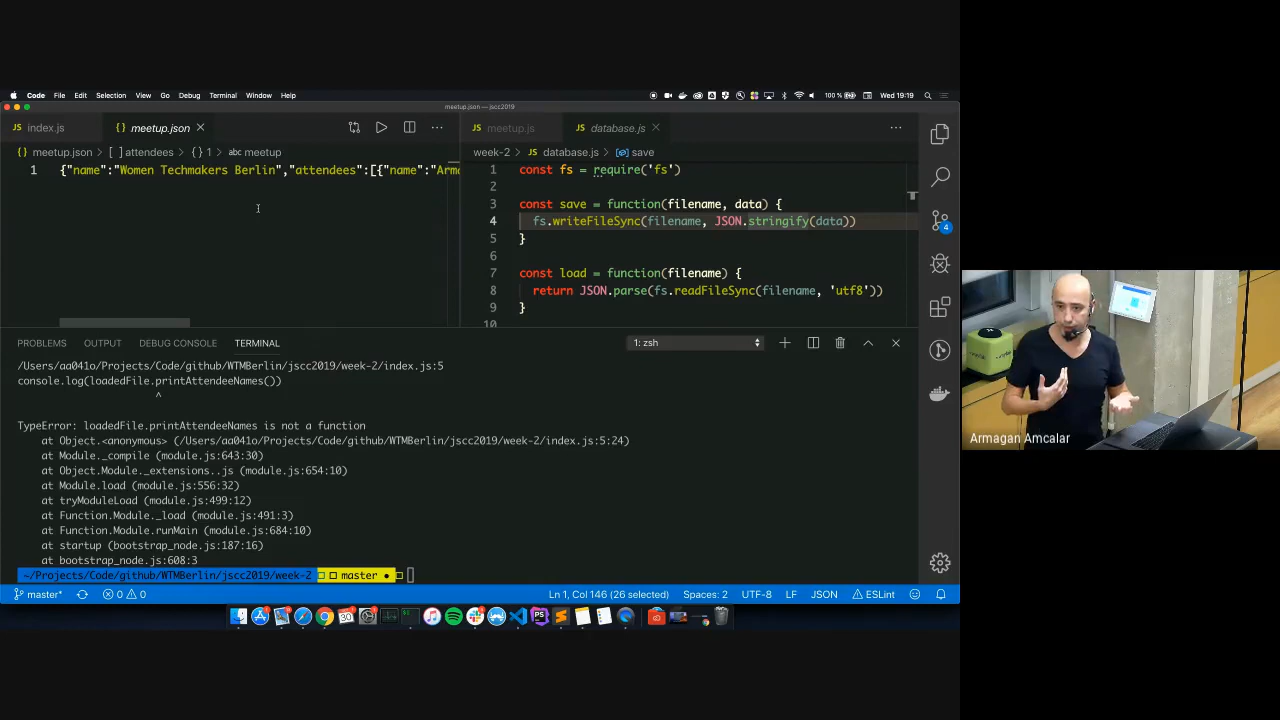 Code File Edit Selection View Go Debug Terminal Window Help
100 % Wed 19:19
meetup.json — jscc2019
JS index.js
{} meetup.json
JS meetup.js
JS database.js
meetup.json > [ ] attendees > {} 1 > abc meetup
week-2 > JS database.js > save
1 {"name":"Women Techmakers Berlin","attendees":[{"name":"Arma
1 const fs = require('fs')
2
3 const save = function(filename, data) {
4 fs.writeFileSync(filename, JSON.stringify(data))
5 }
6
7 const load = function(filename) {
8 return JSON.parse(fs.readFileSync(filename, 'utf8'))
9 }
10
4
PROBLEMS OUTPUT DEBUG CONSOLE TERMINAL
1: zsh
/Users/aa041o/Projects/Code/github/WTMBerlin/jscc2019/week-2/index.js:5
console.log(loadedFile.printAttendeeNames())
^
TypeError: loadedFile.printAttendeeNames is not a function
at Object.<anonymous> (/Users/aa041o/Projects/Code/github/WTMBerlin/jscc2019/week-2/index.js:5:24)
at Module._compile (module.js:643:30)
at Object.Module._extensions..js (module.js:654:10)
at Module.load (module.js:556:32)
at tryModuleLoad (module.js:499:12)
at Function.Module._load (module.js:491:3)
at Function.Module.runMain (module.js:684:10)
at startup (bootstrap_node.js:187:16)
at bootstrap_node.js:608:3
~/Projects/Code/github/WTMBerlin/jscc2019/week-2 master ●
master* 0 0
Ln 1, Col 146 (26 selected) Spaces: 2 UTF-8 LF JSON ESLint
Armagan Amcalar